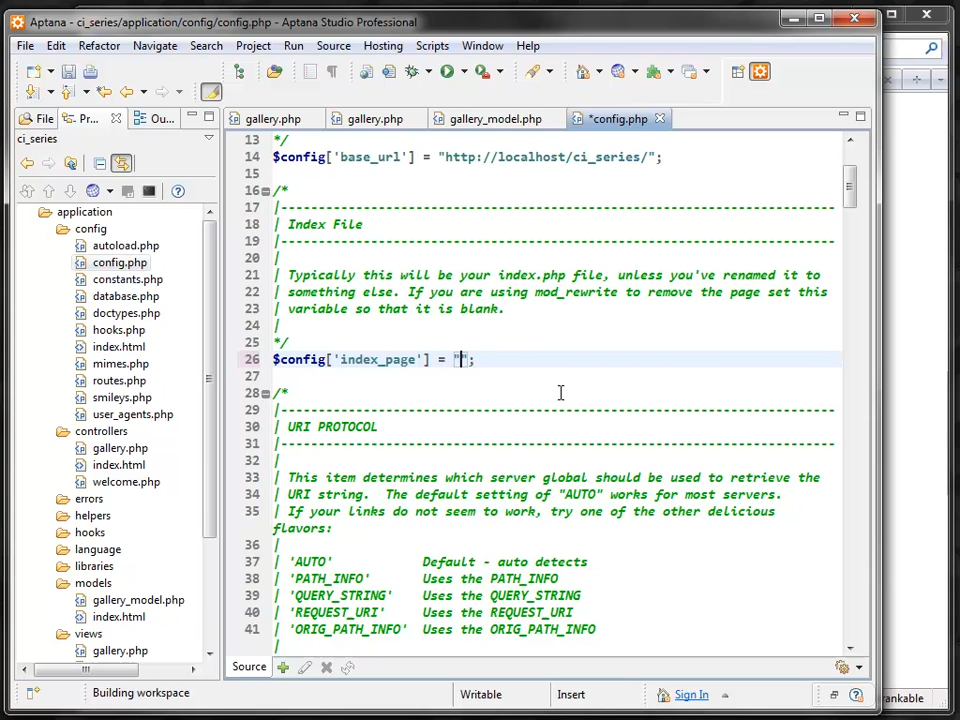 Aptana - ci_series/application/config/config.php - Aptana Studio Professional
File Edit Refactor Navigate Search Project Run Source Hosting Scripts Window Help
File Pr... Ou...
gallery.php gallery.php gallery_model.php *config.php
ci_series
application
config
autoload.php
config.php
constants.php
database.php
doctypes.php
hooks.php
index.html
mimes.php
routes.php
smileys.php
user_agents.php
controllers
gallery.php
index.html
welcome.php
errors
helpers
hooks
language
libraries
models
gallery_model.php
index.html
views
gallery.php
13 */
14 $config['base_url'] = "http://localhost/ci_series/";
15
16 /*
17 |---------------------------------------------------------------------------
18 | Index File
19 |---------------------------------------------------------------------------
20 |
21 | Typically this will be your index.php file, unless you've renamed it to
22 | something else. If you are using mod_rewrite to remove the page set this
23 | variable so that it is blank.
24 |
25 */
26 $config['index_page'] = "";
27
28 /*
29 |---------------------------------------------------------------------------
30 | URI PROTOCOL
31 |---------------------------------------------------------------------------
32 |
33 | This item determines which server global should be used to retrieve the
34 | URI string.  The default setting of "AUTO" works for most servers.
35 | If your links do not seem to work, try one of the other delicious
flavors:
36 |
37 | 'AUTO' Default - auto detects
38 | 'PATH_INFO' Uses the PATH_INFO
39 | 'QUERY_STRING' Uses the QUERY_STRING
40 | 'REQUEST_URI' Uses the REQUEST_URI
41 | 'ORIG_PATH_INFO' Uses the ORIG_PATH_INFO
|
Source
Building workspace Writable Insert Sign In
rankable